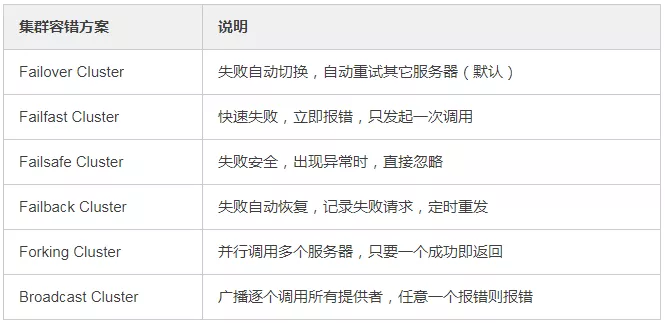 集群容错方案 说明
Failover Cluster 失败自动切换，自动重试其它服务器（默认）
Failfast Cluster 快速失败，立即报错，只发起一次调用
Failsafe Cluster 失败安全，出现异常时，直接忽略
Failback Cluster 失败自动恢复，记录失败请求，定时重发
Forking Cluster 并行调用多个服务器，只要一个成功即返回
Broadcast Cluster 广播逐个调用所有提供者，任意一个报错则报错